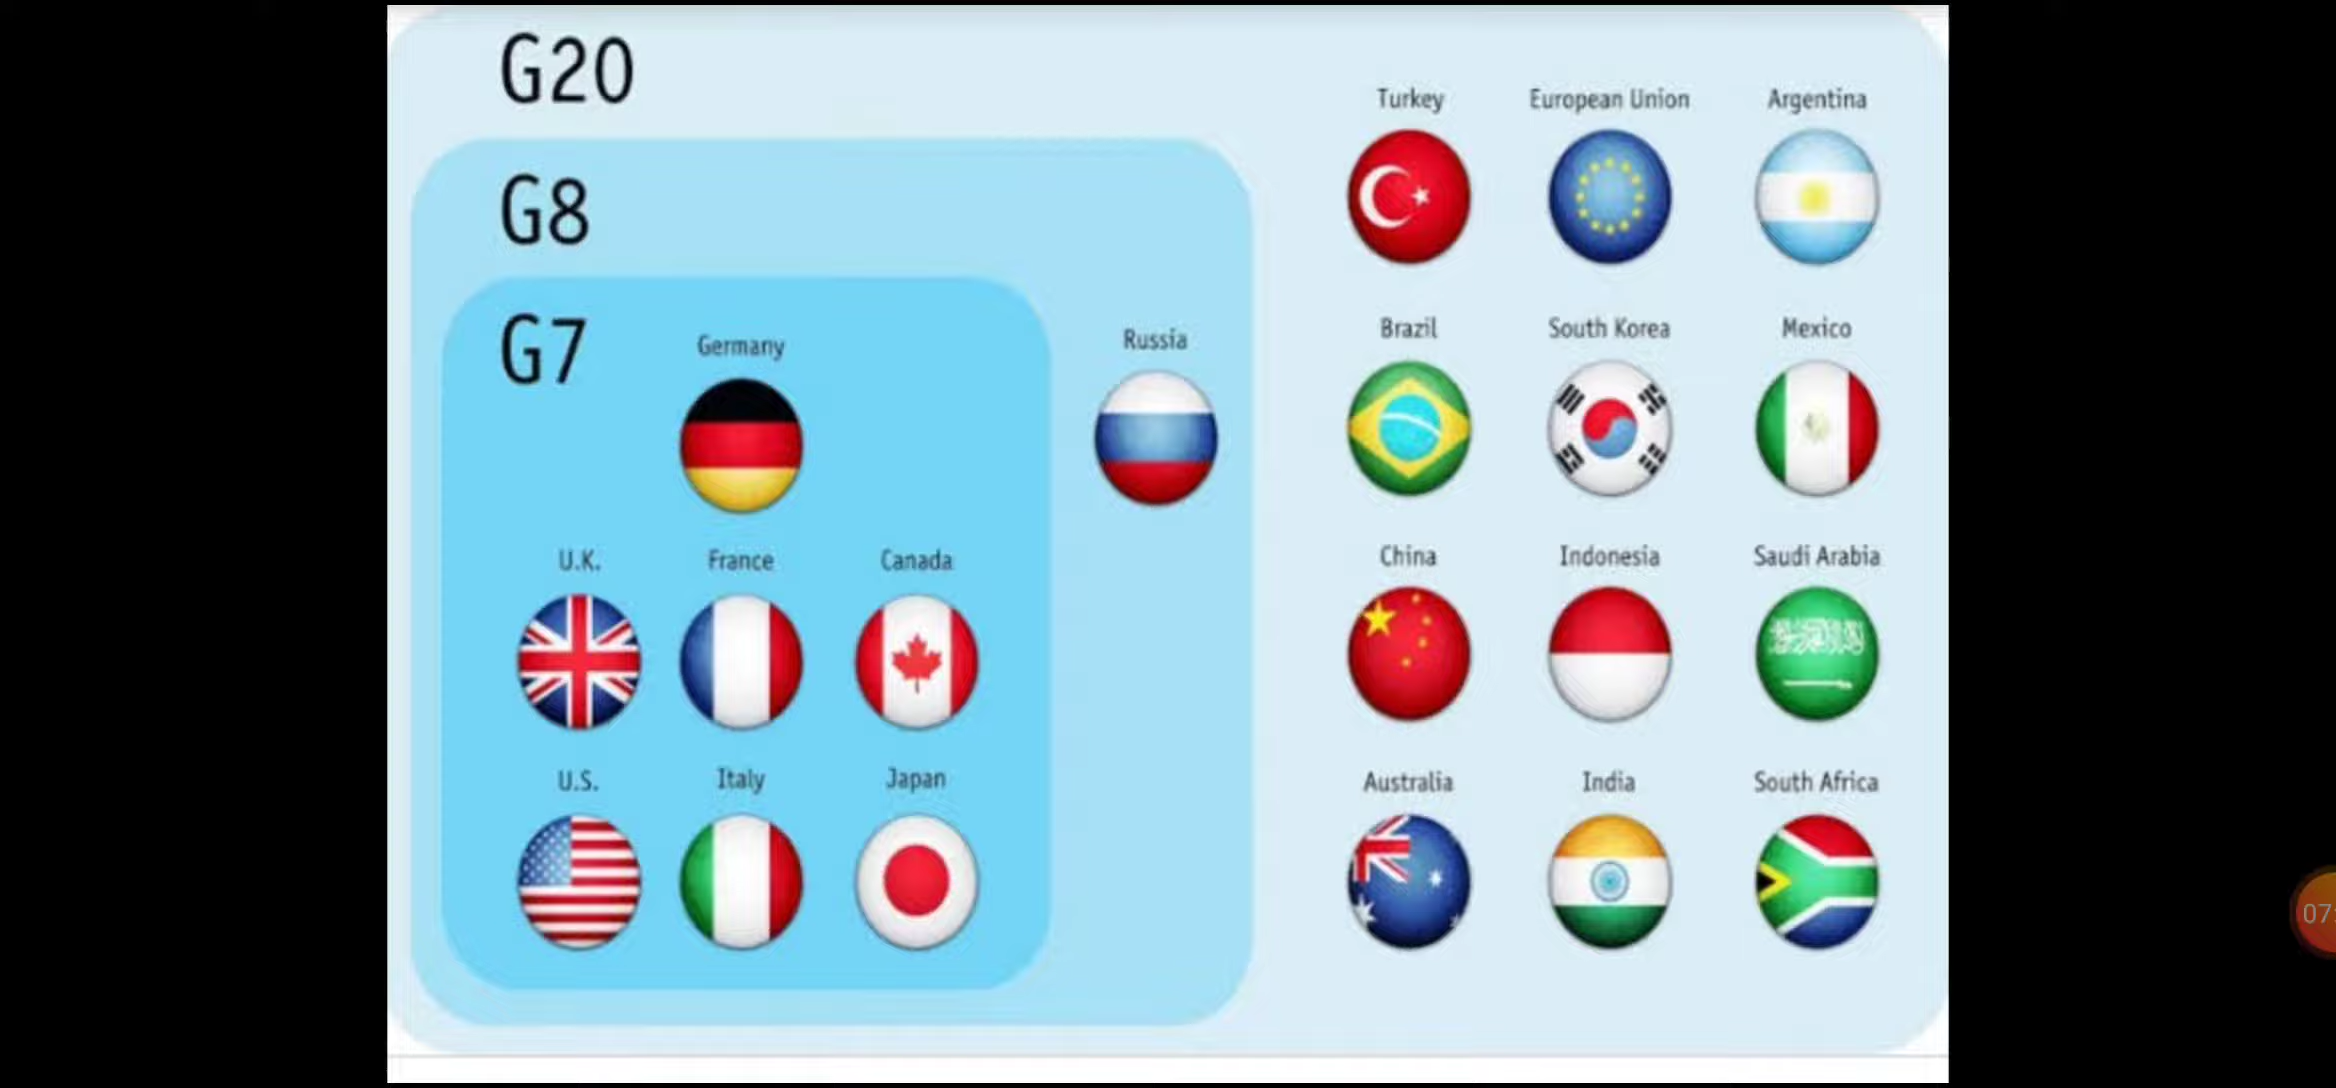 G20
Turkey European Union Argentina
G8
G7
Germany
Russia
Brazil South Korea Mexico
U.K. France Canada
China Indonesia Saudi Arabia
U.S. Italy Japan
Australia India South Africa
07: